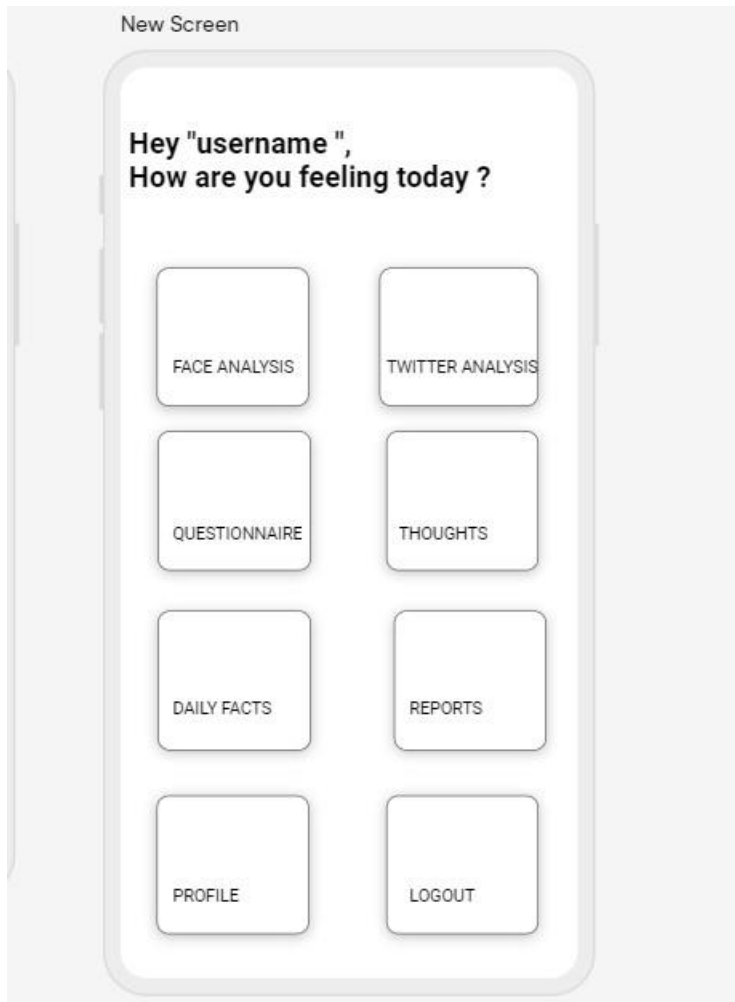 New Screen
Hey "username ",
How are you feeling today ?
FACE ANALYSIS
TWITTER ANALYSIS
QUESTIONNAIRE
THOUGHTS
DAILY FACTS
REPORTS
PROFILE
LOGOUT